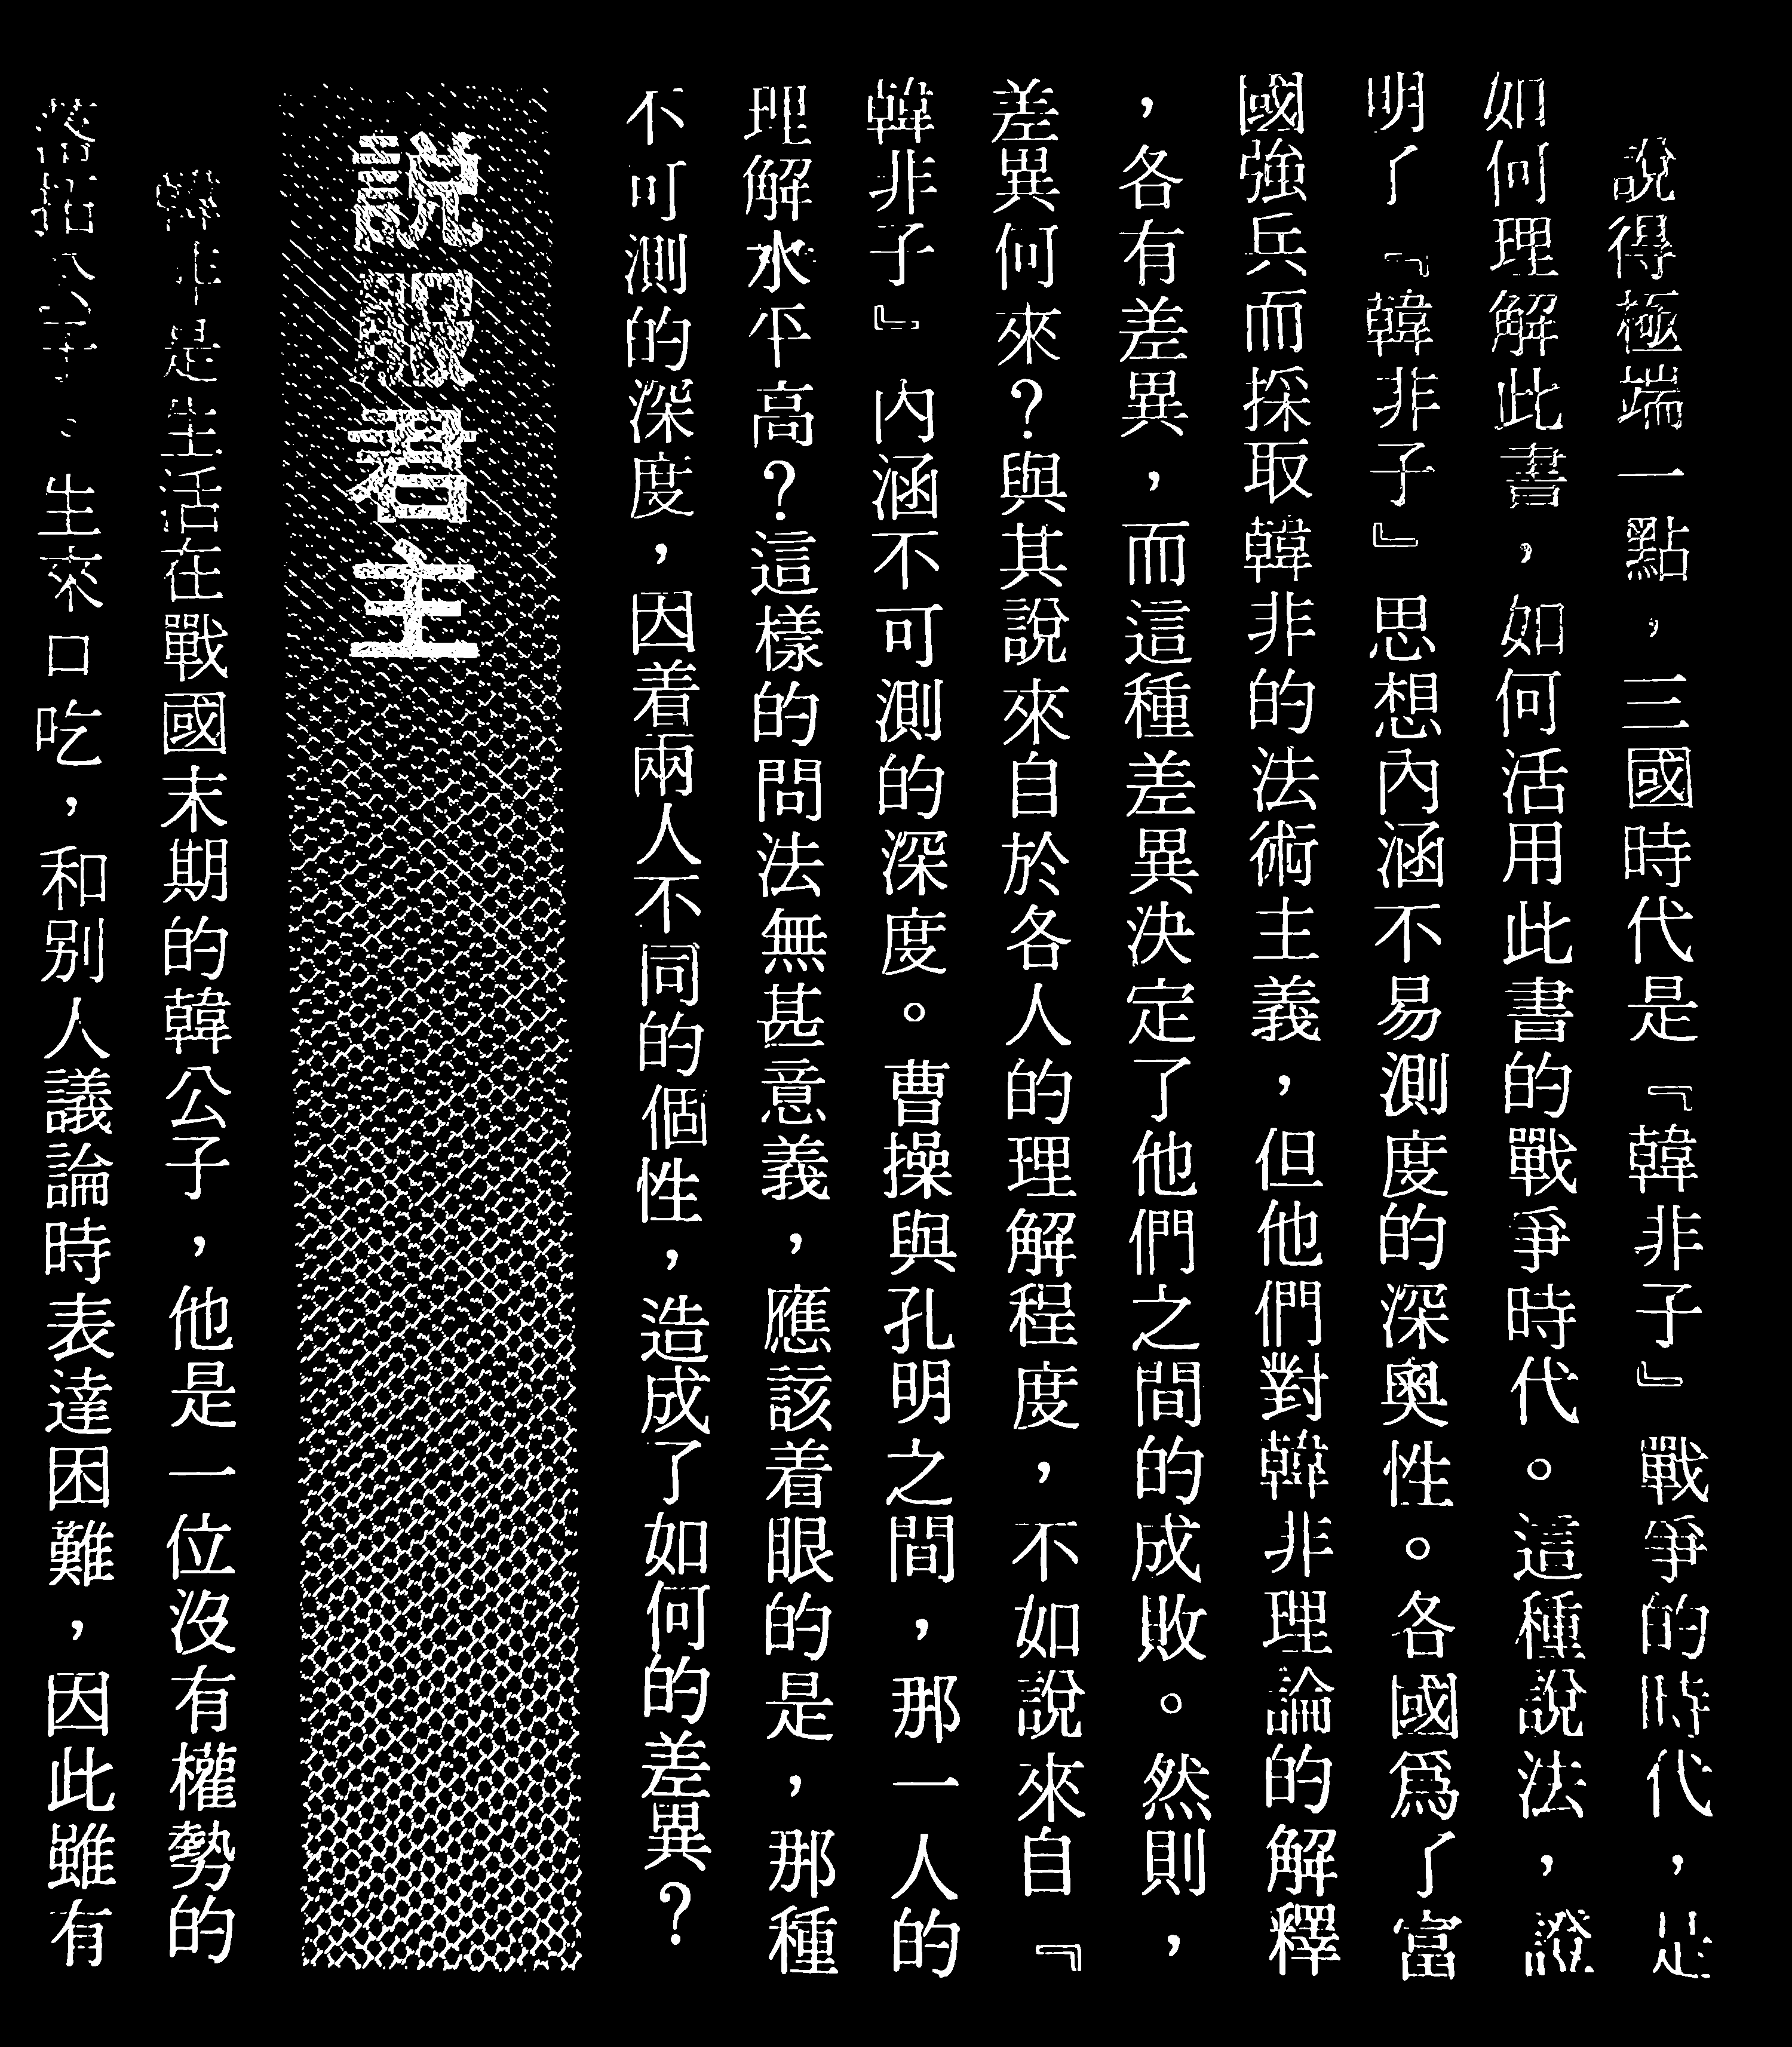 說得極端一點，三國時代是『韓非子』戰爭的時代，是
如何理解此書，如何活用此書的戰爭時代。這種說法，證
明了『韓非子』思想內涵不易測度的深奧性。各國爲了富
國強兵而採取韓非的法術主義，但他們對韓非理論的解釋
，各有差異，而這種差異決定了他們之間的成敗。然則，
差異何來？與其說來自於各人的理解程度，不如說來自『
韓非子』內涵不可測的深度。曹操與孔明之間，那一人的
理解水平高？這樣的問法無甚意義，應該着眼的是，那種
不可測的深度，因着兩人不同的個性，造成了如何的差異？
說服君主
韓非是生活在戰國末期的韓公子，他是一位沒有權勢的
落拓公子。生來口吃，和別人議論時表達困難，因此雖有